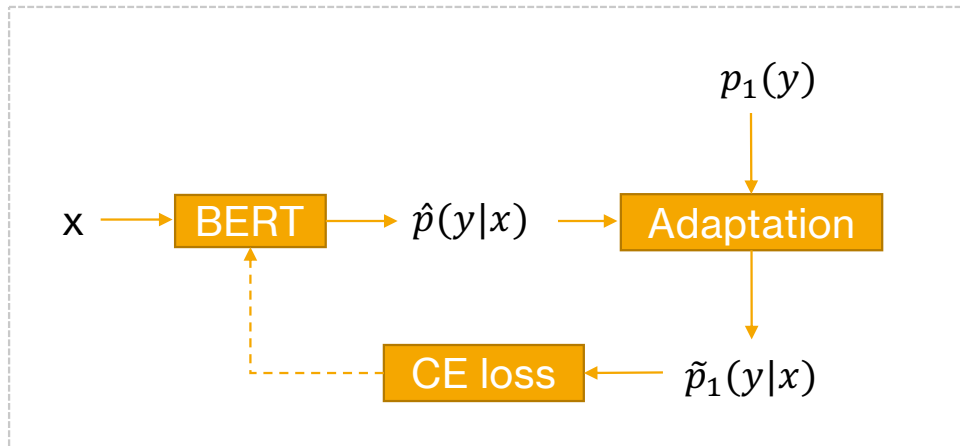 p₁(y)
x
BERT
p̂(y|x)
Adaptation
CE loss
p̃₁(y|x)